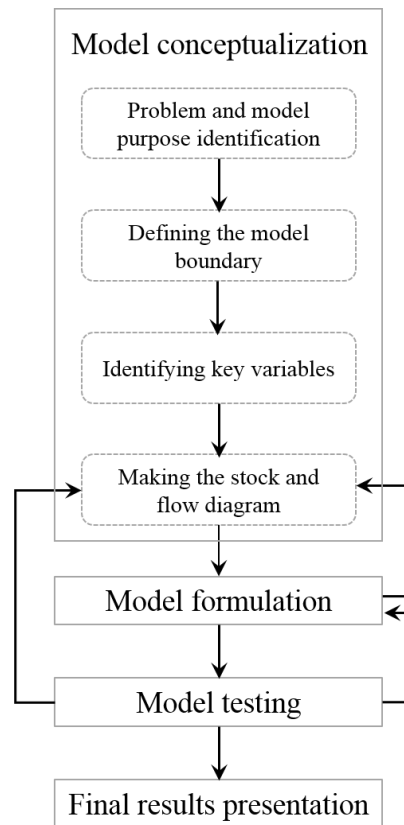 Model conceptualization
Problem and model
purpose identification
Defining the model
boundary
Identifying key variables
Making the stock and
flow diagram
Model formulation
Model testing
Final results presentation